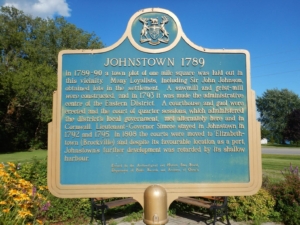 JOHNSTOWN 1789
In 1789-90 a town plot of one mile square was laid out in
this vicinity. Many Loyalists, including Sir John Johnson,
obtained lots in the settlement. A sawmill and grist-mill
were constructed, and in 1793 it was made the administrative
centre of the Eastern District. A courthouse and gaol were
erected and the court of quarter sessions, which administered
the district's local government, met alternately here and in
Cornwall. Lieutenant-Governor Simcoe stayed in Johnstown in
1792 and 1795. In 1808 the courts were moved to Elizabeth-
town (Brockville) and despite its favourable location as a port
Johnstown's further development was retarded by its shallow
harbour.